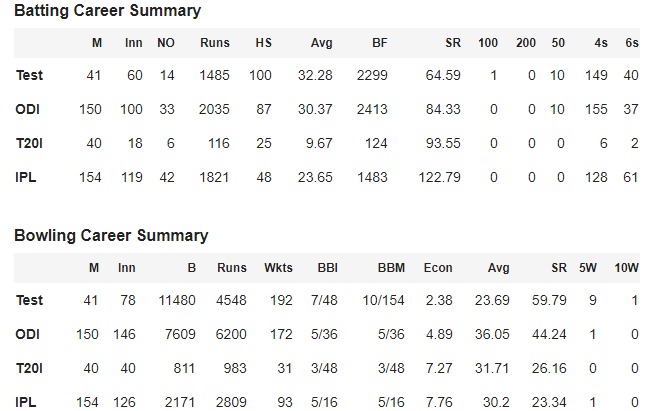 Batting Career Summary
M Inn NO Runs HS Avg BF SR 100 200 50 4s 6s
Test 41 60 14 1485 100 32.28 2299 64.59 1 0 10 149 40
ODI 150 100 33 2035 87 30.37 2413 84.33 0 0 10 155 37
T20I 40 18 6 116 25 9.67 124 93.55 0 0 0 6 2
IPL 154 119 42 1821 48 23.65 1483 122.79 0 0 0 128 61
Bowling Career Summary
M Inn B Runs Wkts BBI BBM Econ Avg SR 5W 10W
Test 41 78 11480 4548 192 7/48 10/154 2.38 23.69 59.79 9 1
ODI 150 146 7609 6200 172 5/36 5/36 4.89 36.05 44.24 1 0
T20I 40 40 811 983 31 3/48 3/48 7.27 31.71 26.16 0 0
IPL 154 126 2171 2809 93 5/16 5/16 7.76 30.2 23.34 1 0